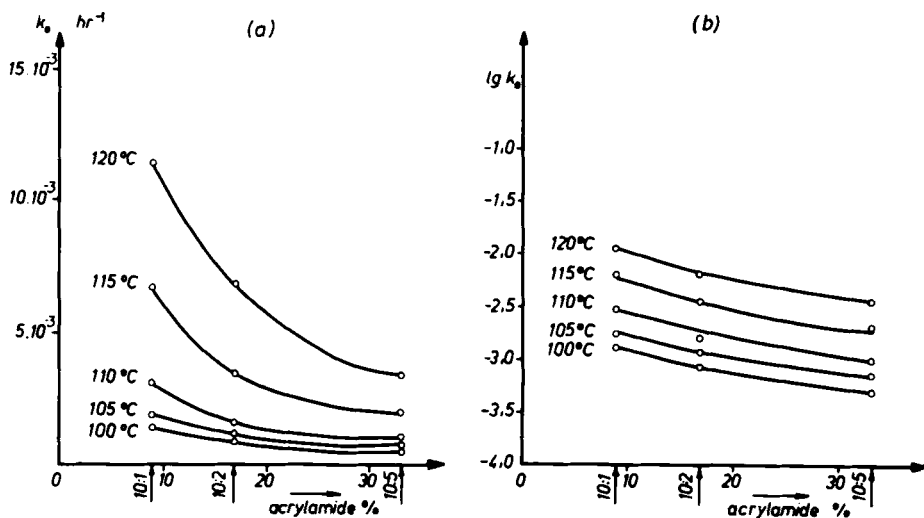 kₒ hr⁻¹
(a)
15.10⁻³
10.10⁻³
5.10⁻³
120°C
115°C
110°C
105°C
100°C
0
10
20
30
10:1
10:2
10:5
acrylamide %
(b)
lg kₒ
0
-1,0
-1,5
-2,0
-2,5
-3,0
-3,5
-4,0
120°C
115°C
110°C
105°C
100°C
0
10
20
30
10:1
10:2
10:5
acrylamide %